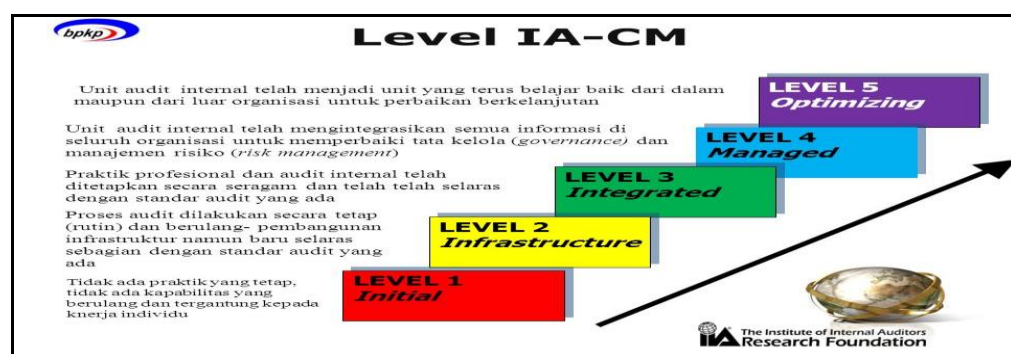 bpkp
Level IA-CM
Unit audit internal telah menjadi unit yang terus belajar baik dari dalam
maupun dari luar organisasi untuk perbaikan berkelanjutan
LEVEL 5
Optimizing
Unit audit internal telah mengintegrasikan semua informasi di
seluruh organisasi untuk memperbaiki tata kelola (governance) dan
manajemen risiko (risk management)
LEVEL 4
Managed
Praktik profesional dan audit internal telah
ditetapkan secara seragam dan telah telah selaras
dengan standar audit yang ada
LEVEL 3
Integrated
Proses audit dilakukan secara tetap
(rutin) dan berulang- pembangunan
infrastruktur namun baru selaras
sebagian dengan standar audit yang
ada
LEVEL 2
Infrastructure
Tidak ada praktik yang tetap,
tidak ada kapabilitas yang
berulang dan tergantung kepada
knerja individu
LEVEL 1
Initial
IIA The Institute of Internal Auditors
Research Foundation